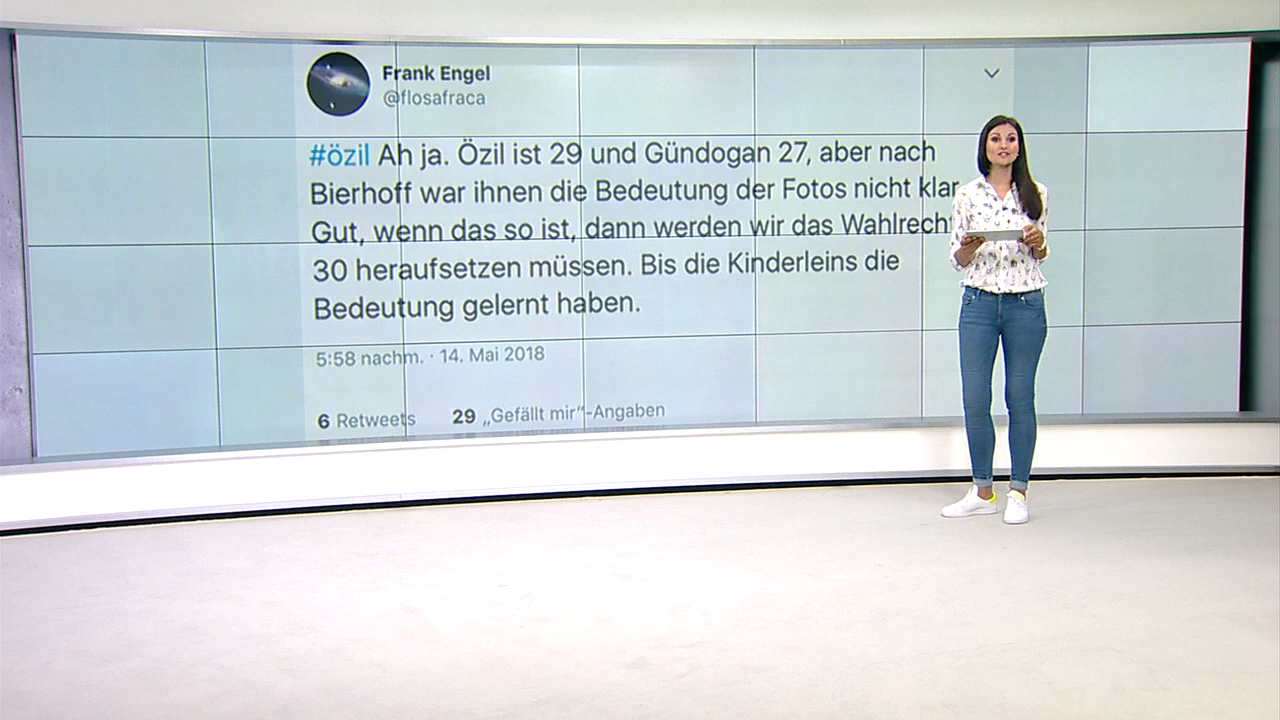 Frank Engel
@flosafraca
#özil Ah ja. Özil ist 29 und Gündogan 27, aber nach
Bierhoff war ihnen die Bedeutung der Fotos nicht klar
Gut, wenn das so ist, dann werden wir das Wahlrecht
30 heraufsetzen müssen. Bis die Kinderleins die
Bedeutung gelernt haben.
5:58 nachm. · 14. Mai 2018
6 Retweets 29 „Gefällt mir“-Angaben